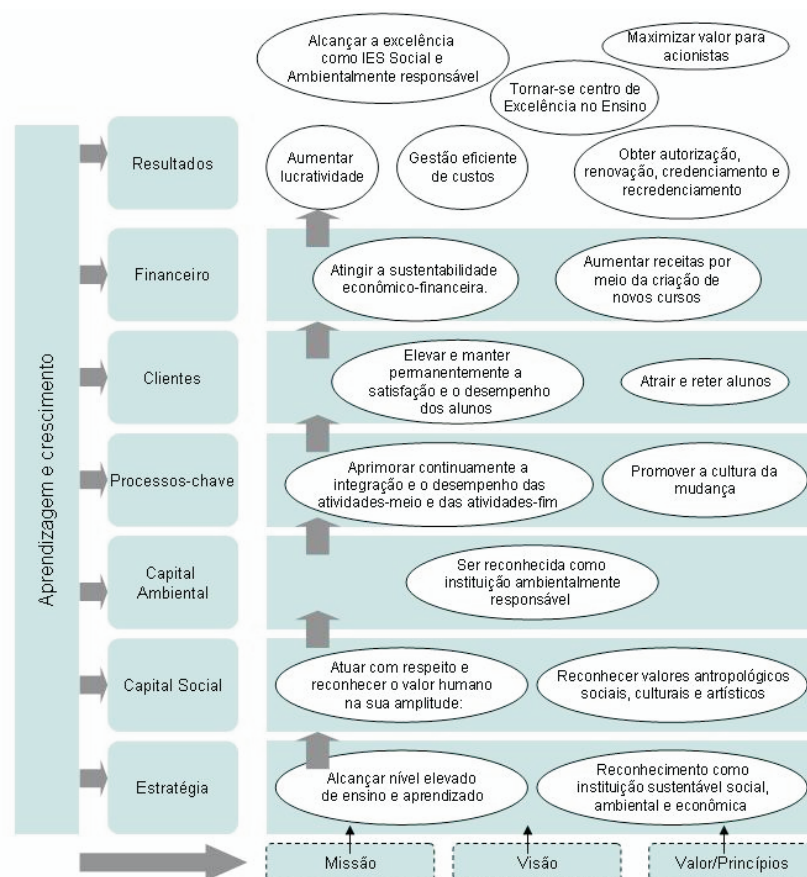 Alcançar a excelência
como IES Social e
Ambientalmente responsável
Maximizar valor para
acionistas
Tornar-se centro de
Excelência no Ensino
Aprendizagem e crescimento
Resultados
Aumentar
lucratividade
Gestão eficiente
de custos
Obter autorização,
renovação, credenciamento e
recredenciamento
Financeiro
Atingir a sustentabilidade
econômico-financeira.
Aumentar receitas por
meio da criação de
novos cursos
Clientes
Elevar e manter
permanentemente a
satisfação e o desempenho
dos alunos
Atrair e reter alunos
Processos-chave
Aprimorar continuamente a
integração e o desempenho das
atividades-meio e das atividades-fim
Promover a cultura da
mudança
Capital
Ambiental
Ser reconhecida como
instituição ambientalmente
responsável
Capital Social
Atuar com respeito e
reconhecer o valor humano
na sua amplitude:
Reconhecer valores antropológicos
sociais, culturais e artísticos
Estratégia
Alcançar nível elevado
de ensino e aprendizado
Reconhecimento como
instituição sustentável social,
ambiental e econômica
Missão
Visão
Valor/Princípios